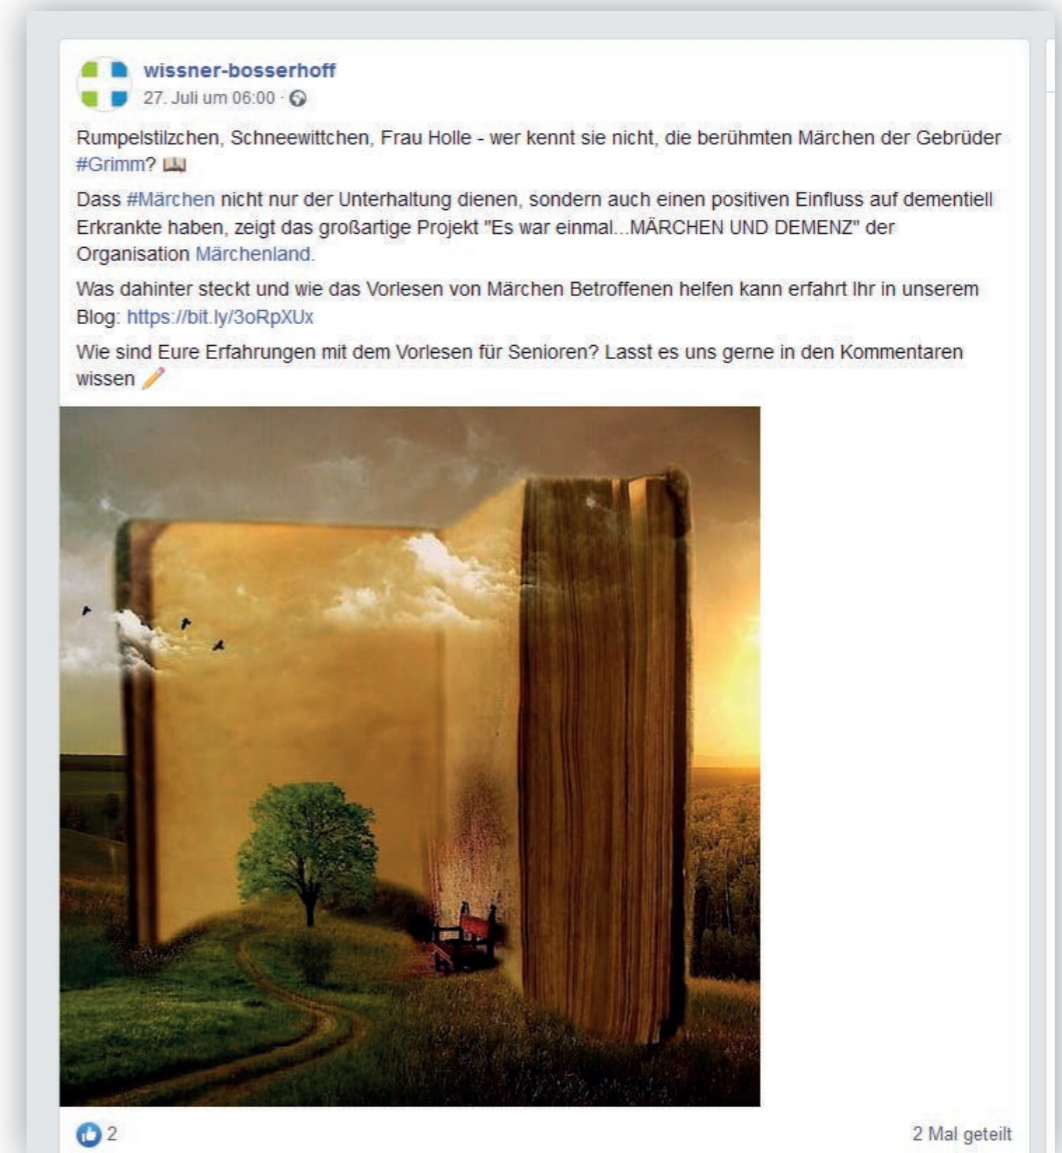 wissner-bosserhoff
27. Juli um 06:00 ·
Rumpelstilzchen, Schneewittchen, Frau Holle - wer kennt sie nicht, die berühmten Märchen der Gebrüder
#Grimm? 📖
Dass #Märchen nicht nur der Unterhaltung dienen, sondern auch einen positiven Einfluss auf dementiell
Erkrankte haben, zeigt das großartige Projekt "Es war einmal...MÄRCHEN UND DEMENZ" der
Organisation Märchenland.
Was dahinter steckt und wie das Vorlesen von Märchen Betroffenen helfen kann erfahrt Ihr in unserem
Blog: https://bit.ly/3oRpXUx
Wie sind Eure Erfahrungen mit dem Vorlesen für Senioren? Lasst es uns gerne in den Kommentaren
wissen ✏️
2
2 Mal geteilt